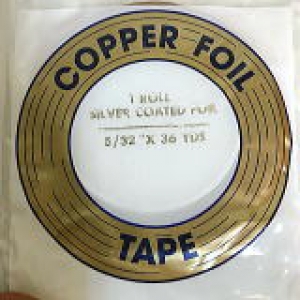 COPPER FOIL
1 ROLL
SILVER COATED FOIL
5/32 "X 36 YDS
TAPE